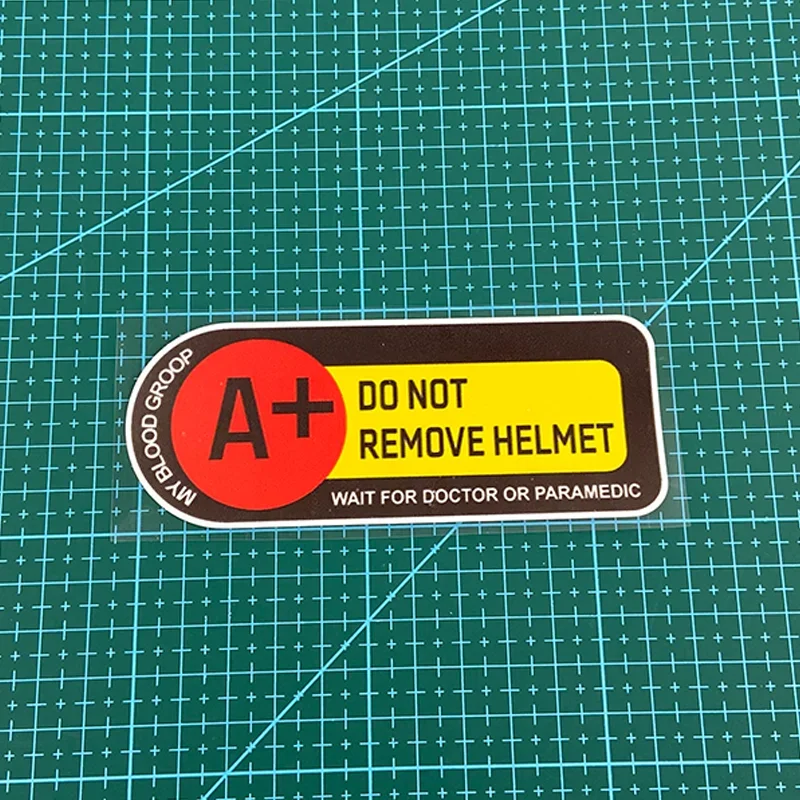 MY BLOOD GROOP
A+
DO NOT
REMOVE HELMET
WAIT FOR DOCTOR OR PARAMEDIC